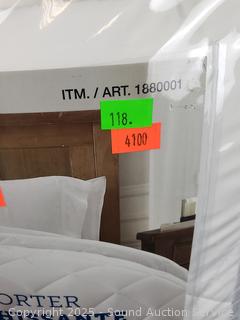 ITM. / ART. 1880001
118.
4100
ORTER
Copyright 2025 - Sound Auction Service